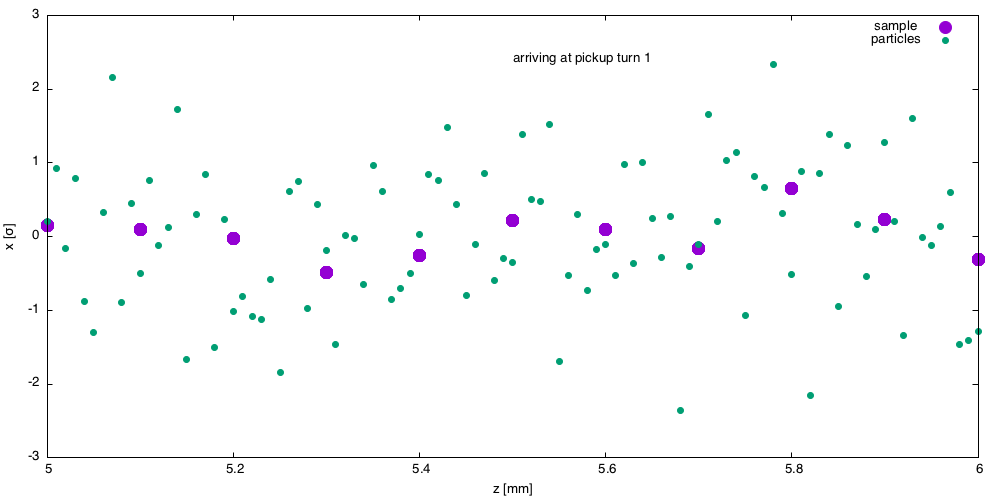 3
sample
particles
arriving at pickup turn 1
2
1
x [σ]
0
-1
-2
-3
5
5.2
5.4
5.6
5.8
6
z [mm]